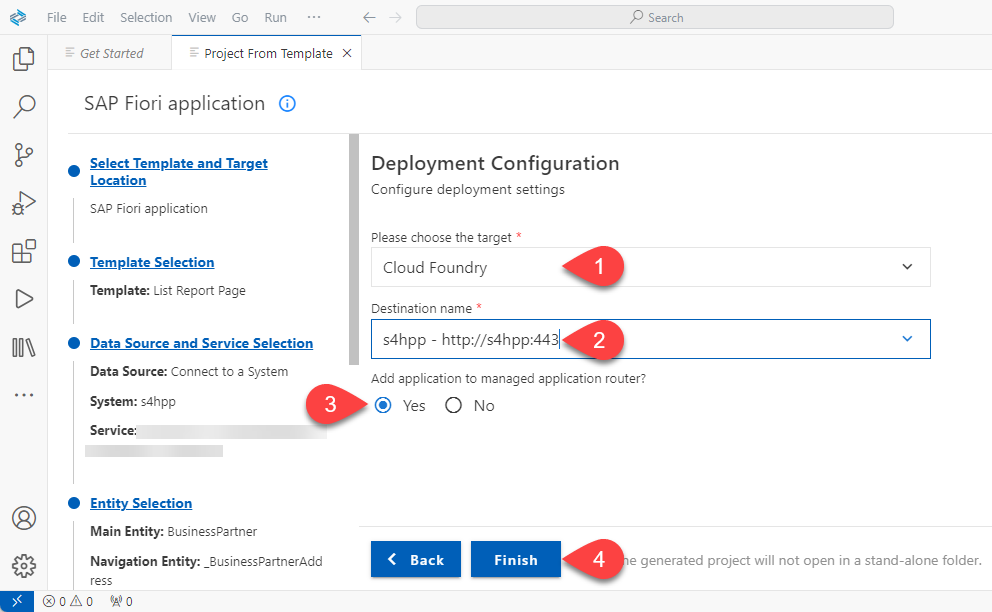 File Edit Selection View Go Run ··· Search
Get Started Project From Template
SAP Fiori application
Select Template and Target
Location
SAP Fiori application
Template Selection
Template: List Report Page
Data Source and Service Selection
Data Source: Connect to a System
System: s4hpp
Service:
Entity Selection
Main Entity: BusinessPartner
Navigation Entity: _BusinessPartnerAdd
ress
Deployment Configuration
Configure deployment settings
Please choose the target *
Cloud Foundry
1
Destination name *
s4hpp - http://s4hpp:443
2
Add application to managed application router?
3
Yes No
Back Finish
4
generated project will not open in a stand-alone folder.
0 0 0